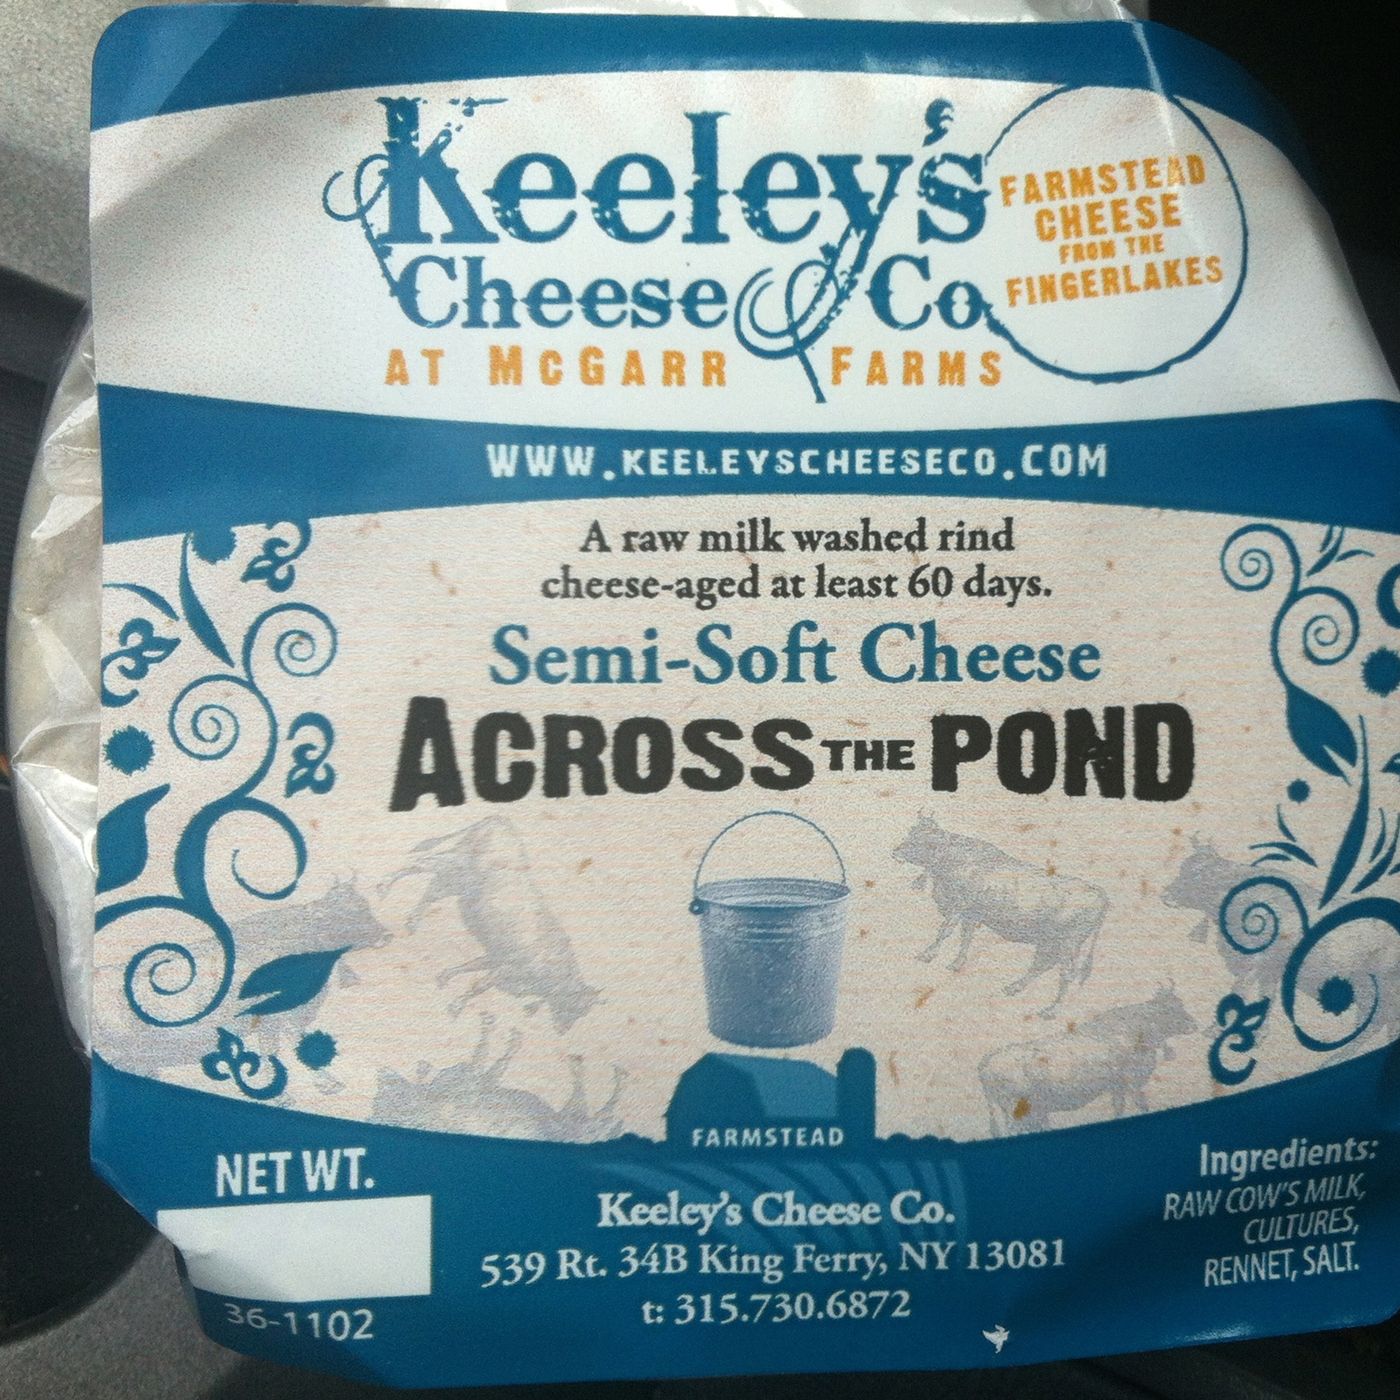 Keeley's
Cheese Co
AT MCGARR FARMS
FARMSTEAD
CHEESE
FROM THE
FINGERLAKES
WWW.KEELEYSCHEESECO.COM
A raw milk washed rind
cheese-aged at least 60 days.
Semi-Soft Cheese
ACROSS THE POND
FARMSTEAD
NET WT.
36-1102
Keeley's Cheese Co.
539 Rt. 34B King Ferry, NY 13081
t: 315.730.6872
Ingredients:
RAW COW'S MILK,
CULTURES,
RENNET, SALT.